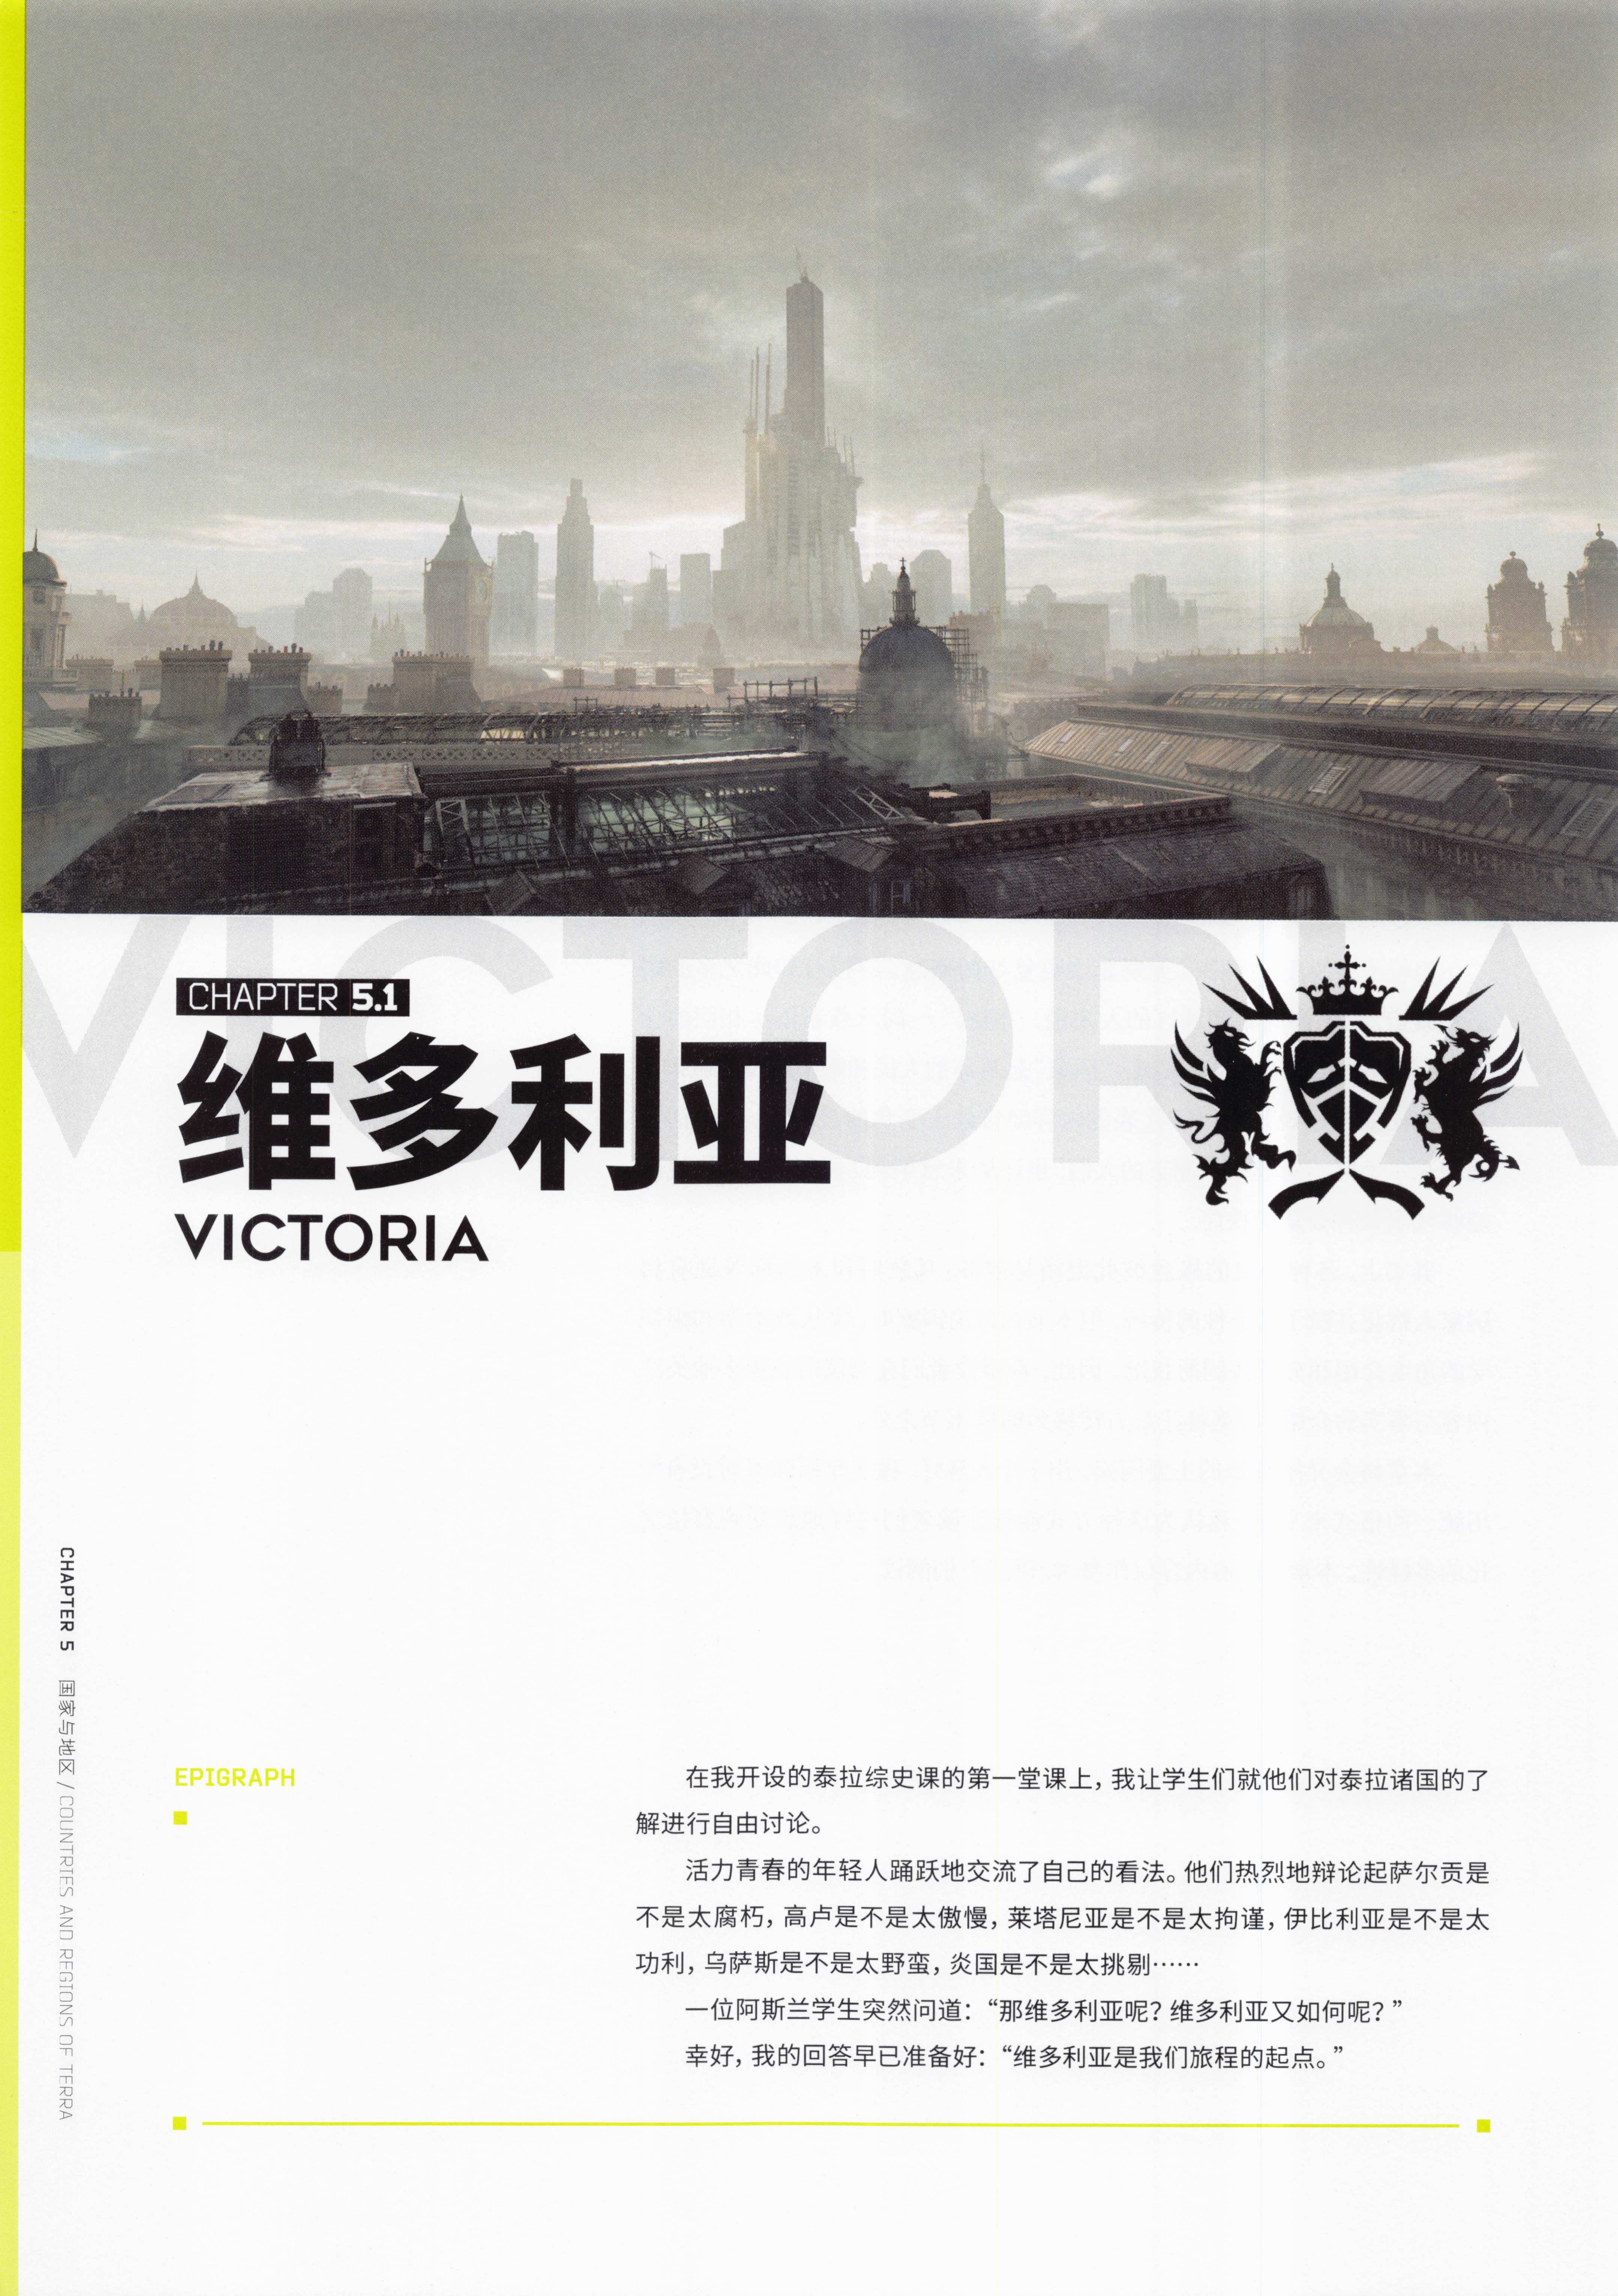 VICTORIA
CHAPTER 5.1
维多利亚
VICTORIA
CHAPTER 5 国家与地区 / COUNTRIES AND REGIONS OF TERRA
EPIGRAPH
在我开设的泰拉综史课的第一堂课上，我让学生们就他们对泰拉诸国的了
解进行自由讨论。
活力青春的年轻人踊跃地交流了自己的看法。他们热烈地辩论起萨尔贡是
不是太腐朽，高卢是不是太傲慢，莱塔尼亚是不是太拘谨，伊比利亚是不是太
功利，乌萨斯是不是太野蛮，炎国是不是太挑剔……
一位阿斯兰学生突然问道：“那维多利亚呢？维多利亚又如何呢？”
幸好，我的回答早已准备好：“维多利亚是我们旅程的起点。”